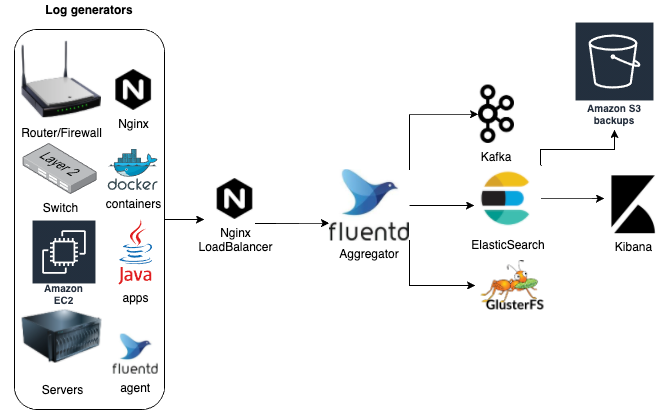 Log generators
Router/Firewall
N
Nginx
Layer 2
Switch
docker
containers
Amazon
EC2
Java
apps
Servers
fluentd
agent
N
Nginx
LoadBalancer
fluentd
Aggregator
Kafka
ElasticSearch
GlusterFS
Amazon S3
backups
Kibana